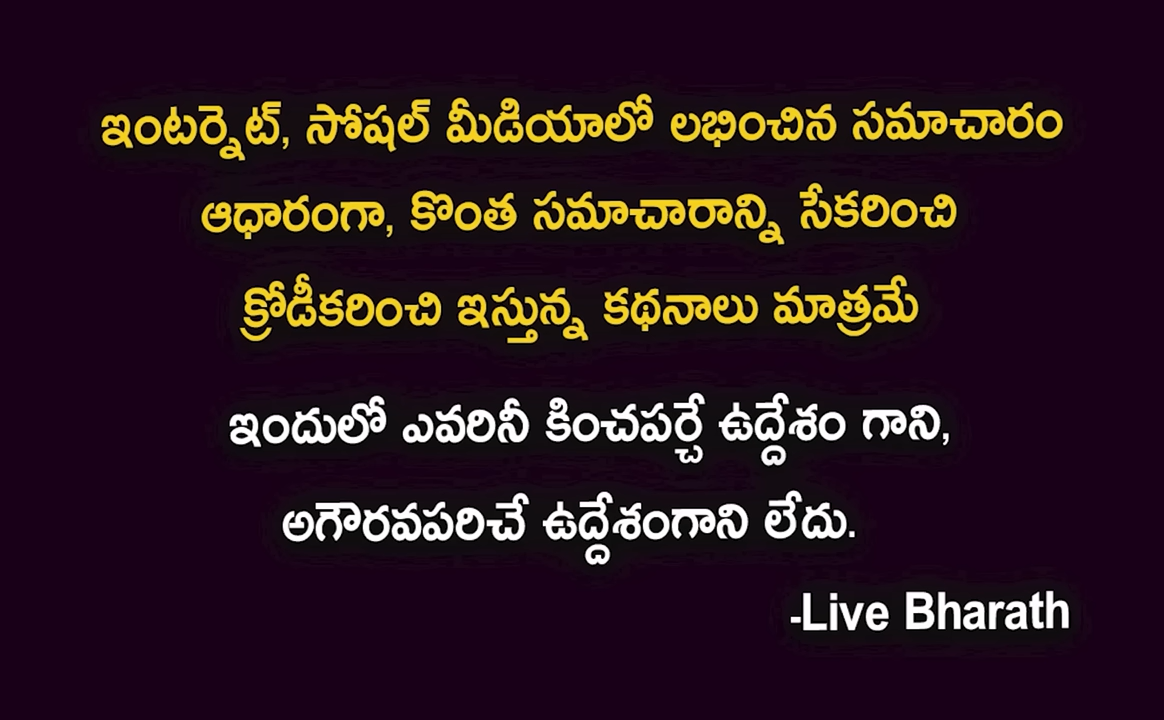 ఇంటర్నెట్, సోషల్ మీడియాలో లభించిన సమాచారం
ఆధారంగా, కొంత సమాచారాన్ని సేకరించి
క్రోడీకరించి ఇస్తున్న కథనాలు మాత్రమే
ఇందులో ఎవరినీ కించపర్చే ఉద్దేశం గాని,
అగౌరవపరిచే ఉద్దేశంగాని లేదు.
-Live Bharath